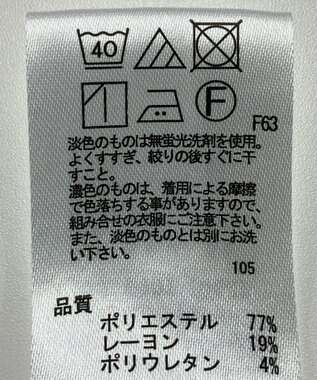 40
F
F63
淡色のものは無蛍光洗剤を使用。
よくすすぎ、絞りの後すぐに干
すこと。
濃色のものは、着用による摩擦
で色落ちする事がありますので、
組み合せの衣服にご注意下さい。
また、淡色のものとは別にお洗
い下さい。
105
品質
ポリエステル 77%
レーヨン 19%
ポリウレタン 4%